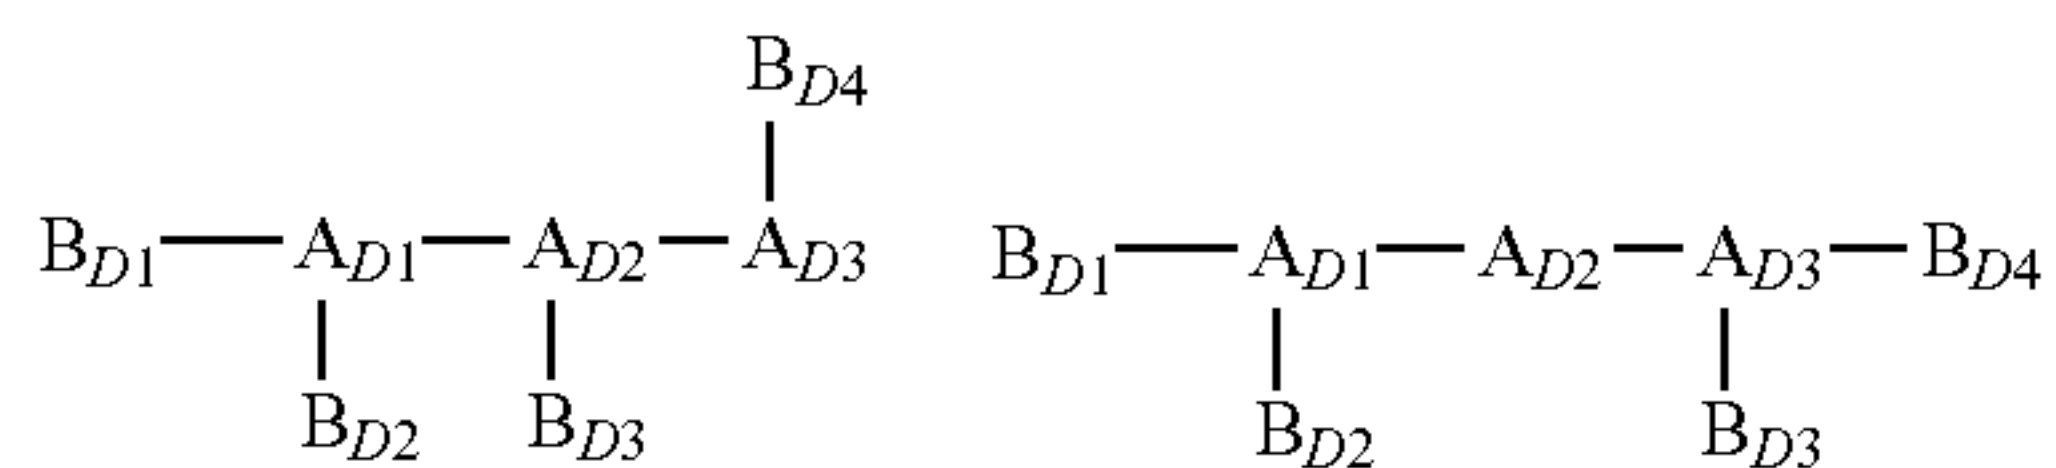 B_D4
B_D1 — A_D1 — A_D2 — A_D3
B_D2 B_D3
B_D1 — A_D1 — A_D2 — A_D3 — B_D4
B_D2 B_D3